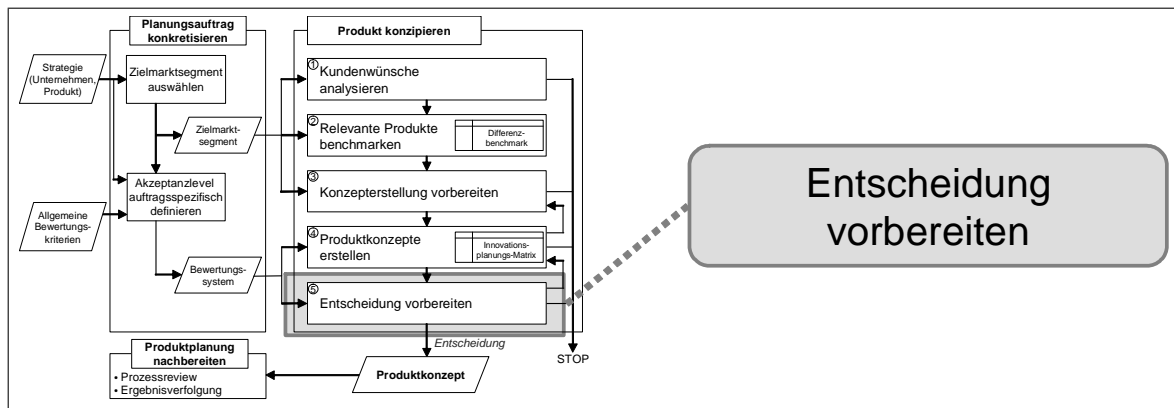 Planungsauftrag
konkretisieren
Strategie
(Unternehmen,
Produkt)
Zielmarktsegment
auswählen
Zielmarkt-
segment
Akzeptanzlevel
auftragsspezifisch
definieren
Allgemeine
Bewertungs-
kriterien
Bewertungs-
system
Produkt konzipieren
①
Kundenwünsche
analysieren
②
Relevante Produkte
benchmarken
Differenz-
benchmark
③
Konzepterstellung vorbereiten
④
Produktkonzepte
erstellen
Innovations-
planungs-Matrix
⑤
Entscheidung vorbereiten
Entscheidung
STOP
Produktkonzept
Produktplanung
nachbereiten
• Prozessreview
• Ergebnisverfolgung
Entscheidung
vorbereiten